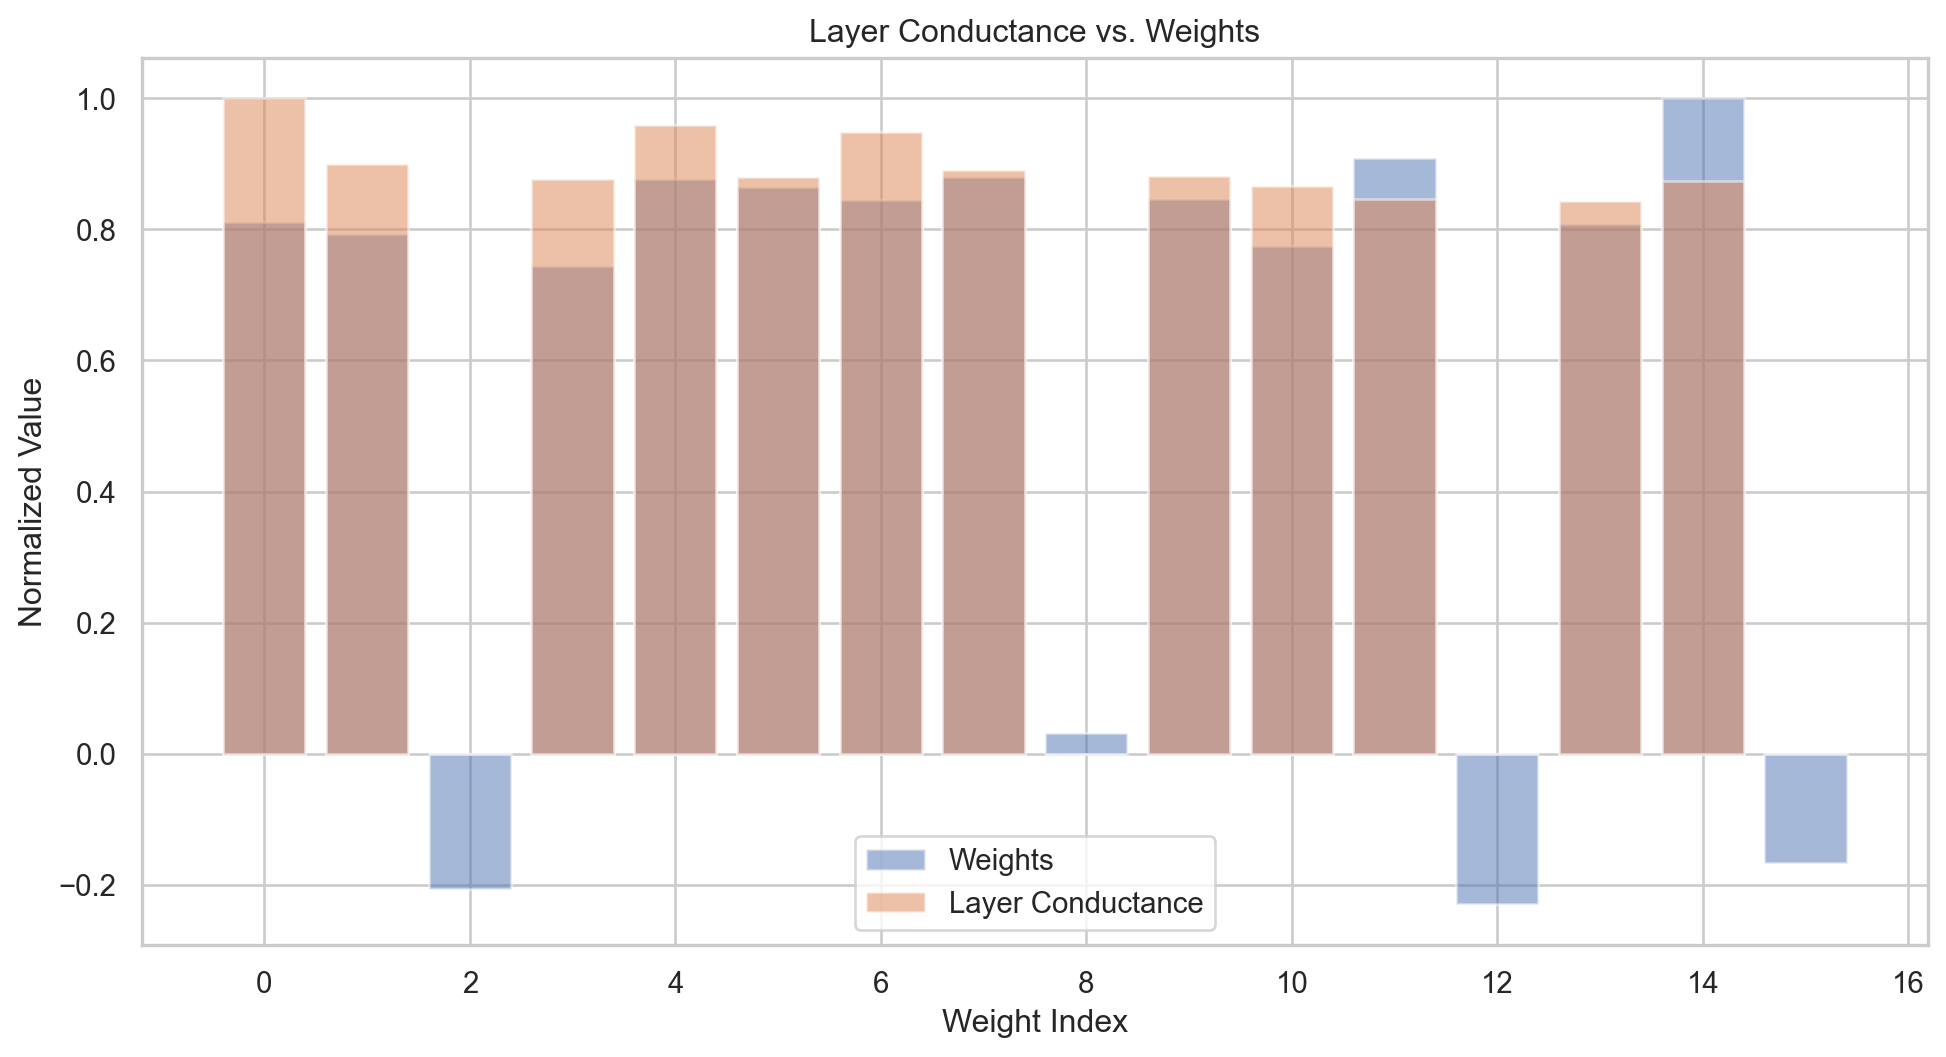 Layer Conductance vs. Weights
Normalized Value
1.0
0.8
0.6
0.4
0.2
0.0
−0.2
Weights
Layer Conductance
0 2 4 6 8 10 12 14 16
Weight Index